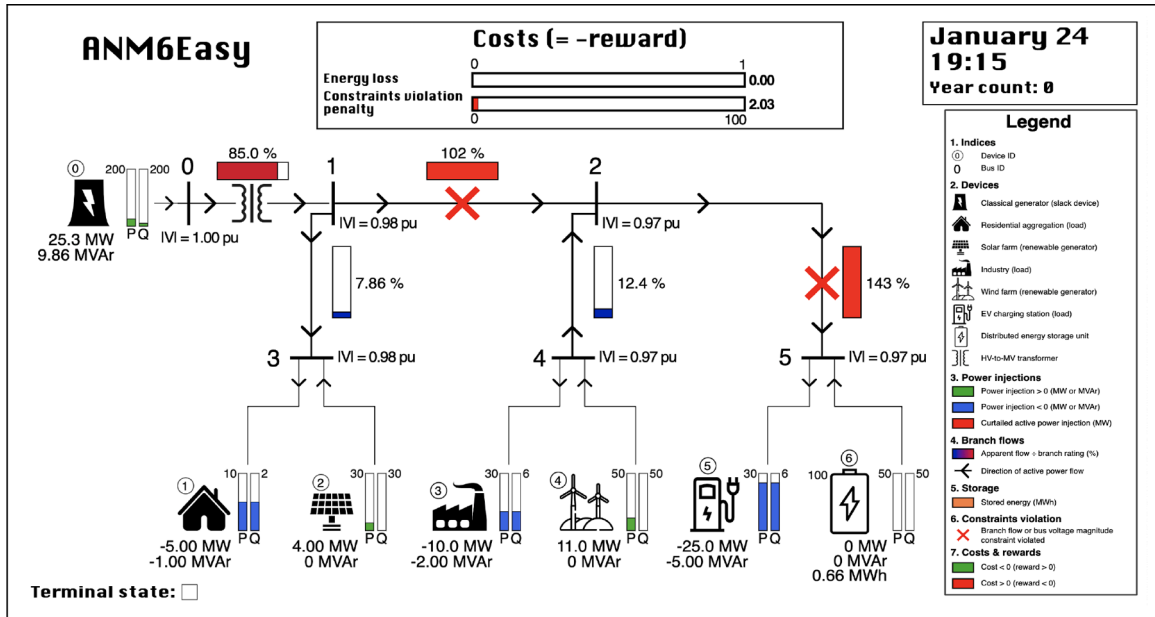 ANM6Easy
Costs (= -reward)
0 1
Energy loss 0.00
Constraints violation penalty 2.03
0 100
January 24
19:15
Year count: 0
0 200 200 0 85.0 % 1 102 % 2
P Q |V| = 1.00 pu |V| = 0.98 pu |V| = 0.97 pu
25.3 MW
9.86 MVAr
7.86 % 12.4 % 143 %
3 |V| = 0.98 pu 4 |V| = 0.97 pu 5 |V| = 0.97 pu
1 10 2 2 30 30 3 30 6 4 50 50 5 30 6 6 100 50 50
P Q P Q P Q P Q P Q P Q
-5.00 MW 4.00 MW -10.0 MW 11.0 MW -25.0 MW 0 MW
-1.00 MVAr 0 MVAr -2.00 MVAr 0 MVAr -5.00 MVAr 0 MVAr
0.66 MWh
Terminal state:
Legend
1. Indices
0 Device ID
0 Bus ID
2. Devices
Classical generator (slack device)
Residential aggregation (load)
Solar farm (renewable generator)
Industry (load)
Wind farm (renewable generator)
EV charging station (load)
Distributed energy storage unit
HV-to-MV transformer
3. Power injections
Power injection > 0 (MW or MVAr)
Power injection < 0 (MW or MVAr)
Curtailed active power injection (MW)
4. Branch flows
Apparent flow ÷ branch rating (%)
Direction of active power flow
5. Storage
Stored energy (MWh)
6. Constraints violation
Branch flow or bus voltage magnitude
constraint violated
7. Costs & rewards
Cost < 0 (reward > 0)
Cost > 0 (reward < 0)